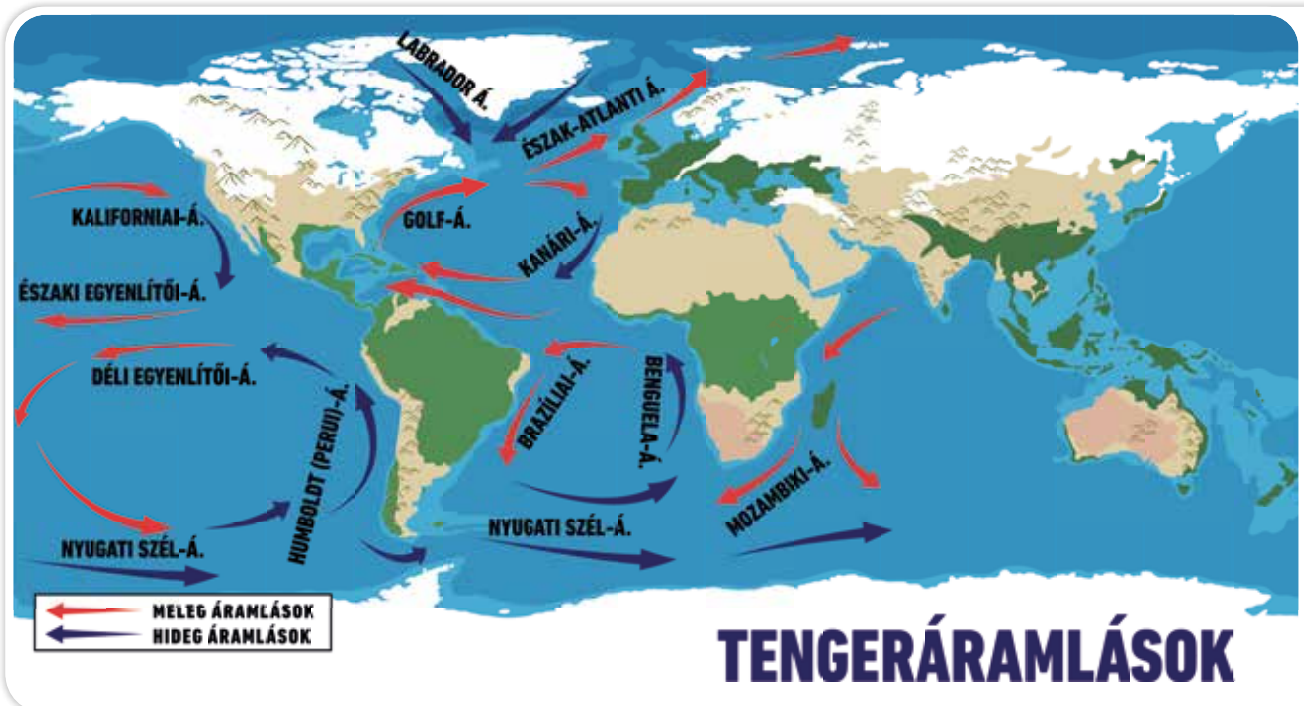 LABRADOR Á.
ÉSZAK-ATLANTI Á.
KALIFORNIAI-Á.
GOLF-Á.
KANÁRI-Á.
ÉSZAKI EGYENLÍTŐI-Á.
DÉLI EGYENLÍTŐI-Á.
BRAZÍLIAI-Á.
BENGUELA-Á.
HUMBOLDT (PERUI)-Á.
MOZAMBIKI-Á.
NYUGATI SZÉL-Á.
NYUGATI SZÉL-Á.
MELEG ÁRAMLÁSOK
HIDEG ÁRAMLÁSOK
TENGERÁRAMLÁSOK